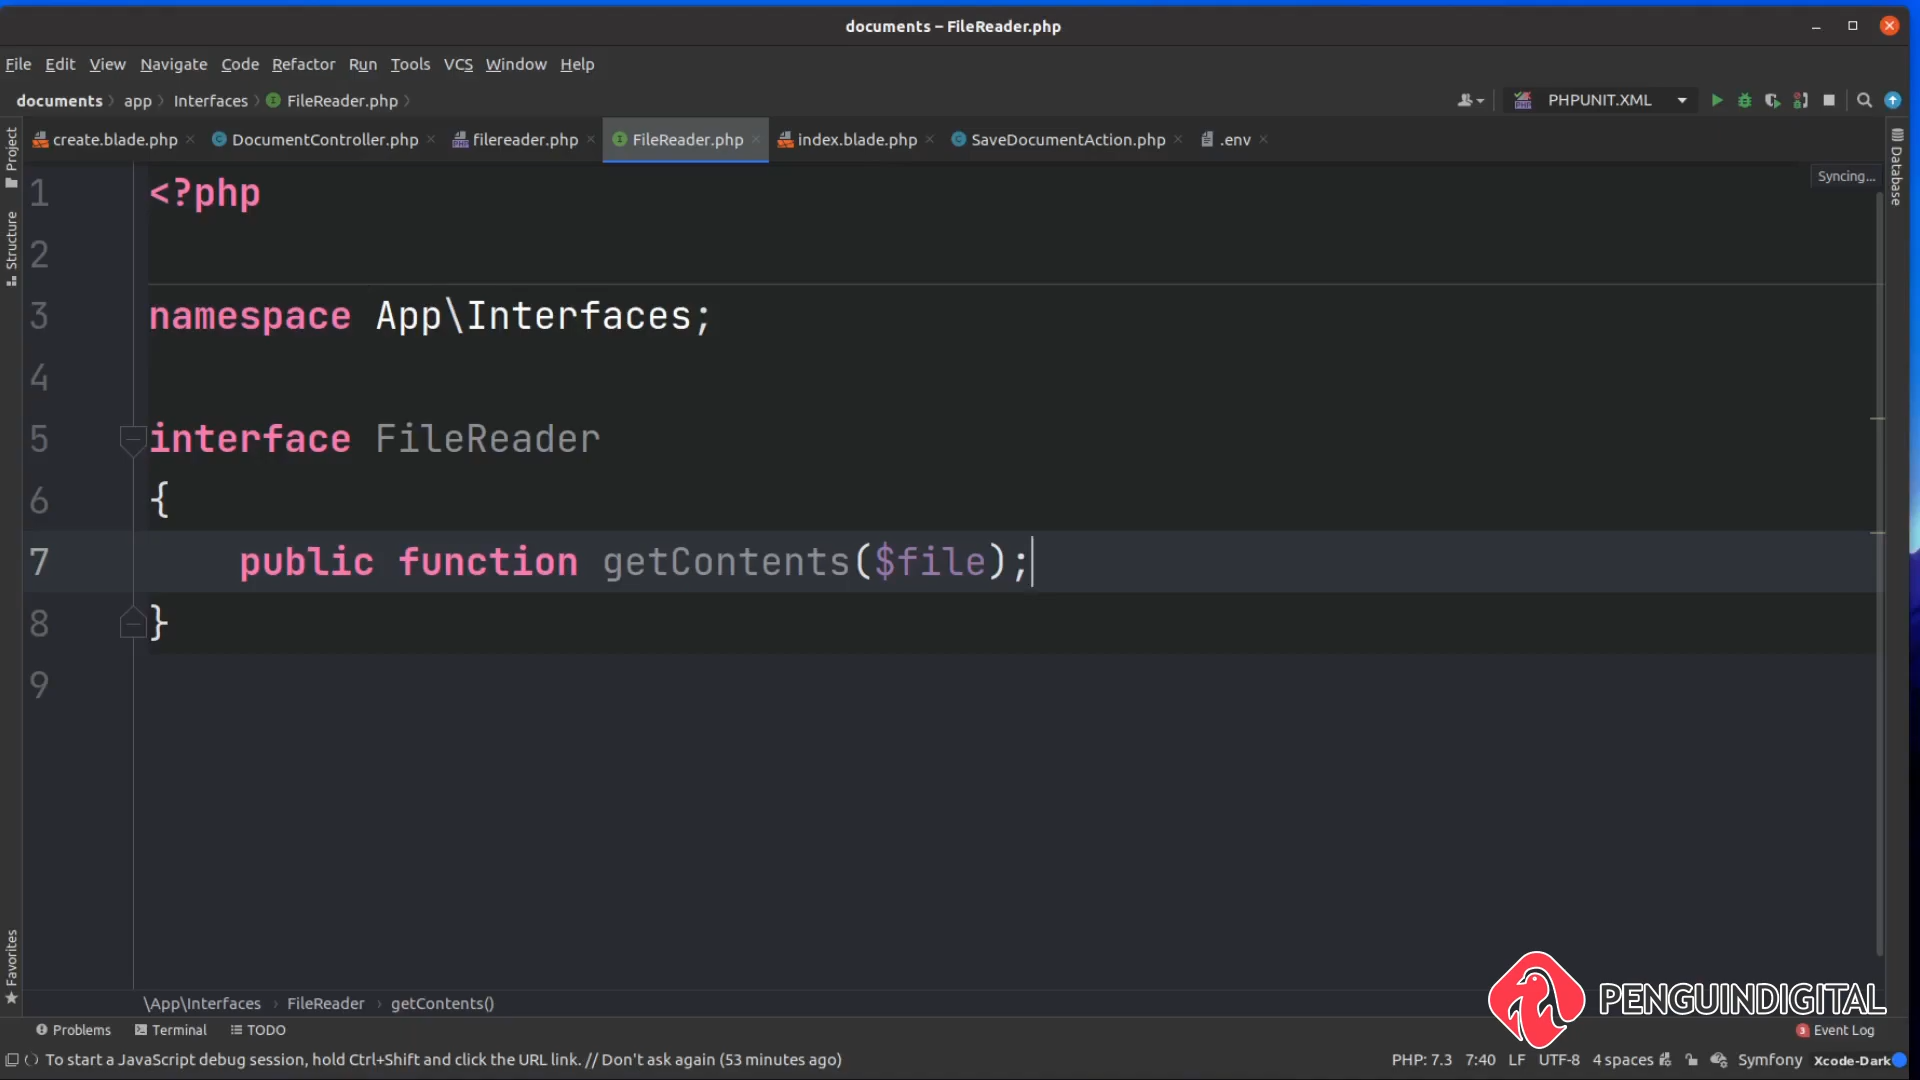 documents – FileReader.php
File Edit View Navigate Code Refactor Run Tools VCS Window Help
documents app Interfaces FileReader.php PHPUNIT.XML
create.blade.php DocumentController.php filereader.php FileReader.php index.blade.php SaveDocumentAction.php .env
Project
Structure
Favorites
Database
Syncing...
1 <?php
2
3 namespace App\Interfaces;
4
5 interface FileReader
6 {
7 public function getContents($file);
8 }
9
\App\Interfaces › FileReader › getContents()
PENGUINDIGITAL
Problems Terminal TODO 3 Event Log
To start a JavaScript debug session, hold Ctrl+Shift and click the URL link. // Don't ask again (53 minutes ago) PHP: 7.3 7:40 LF UTF-8 4 spaces Symfony Xcode-Dark